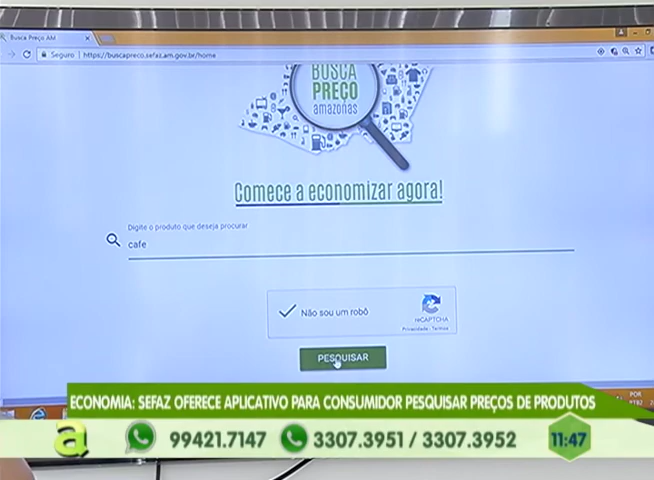 Busca Preço AM
Seguro | https://buscapreco.sefaz.am.gov.br/home
BUSCA
PREÇO
amazonas
Comece a economizar agora!
Digite o produto que deseja procurar
cafe
Não sou um robô
reCAPTCHA
Privacidade - Termos
PESQUISAR
POR
ECONOMIA: SEFAZ OFERECE APLICATIVO PARA CONSUMIDOR PESQUISAR PREÇOS DE PRODUTOS
a 99421.7147 3307.3951 / 3307.3952 11:47